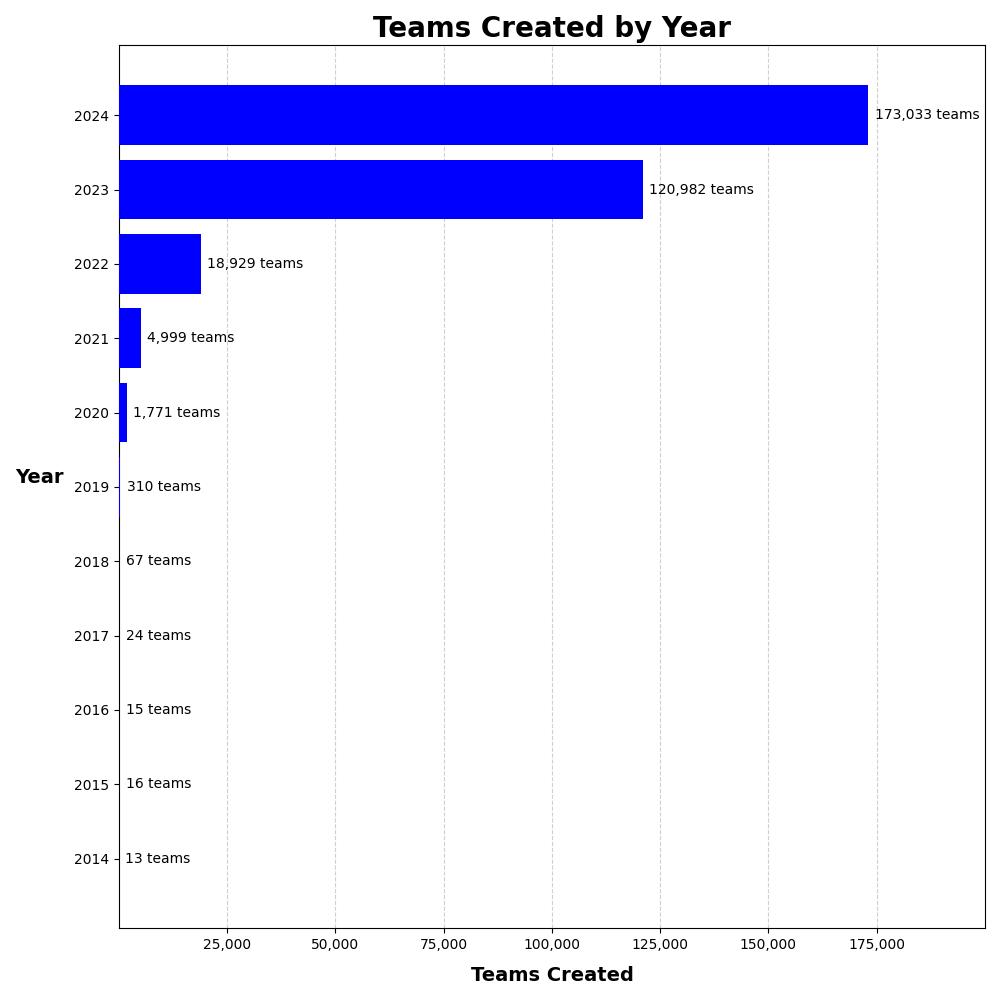 Teams Created by Year
2024 173,033 teams
2023 120,982 teams
2022 18,929 teams
2021 4,999 teams
2020 1,771 teams
Year
2019 310 teams
2018 67 teams
2017 24 teams
2016 15 teams
2015 16 teams
2014 13 teams
25,000 50,000 75,000 100,000 125,000 150,000 175,000
Teams Created